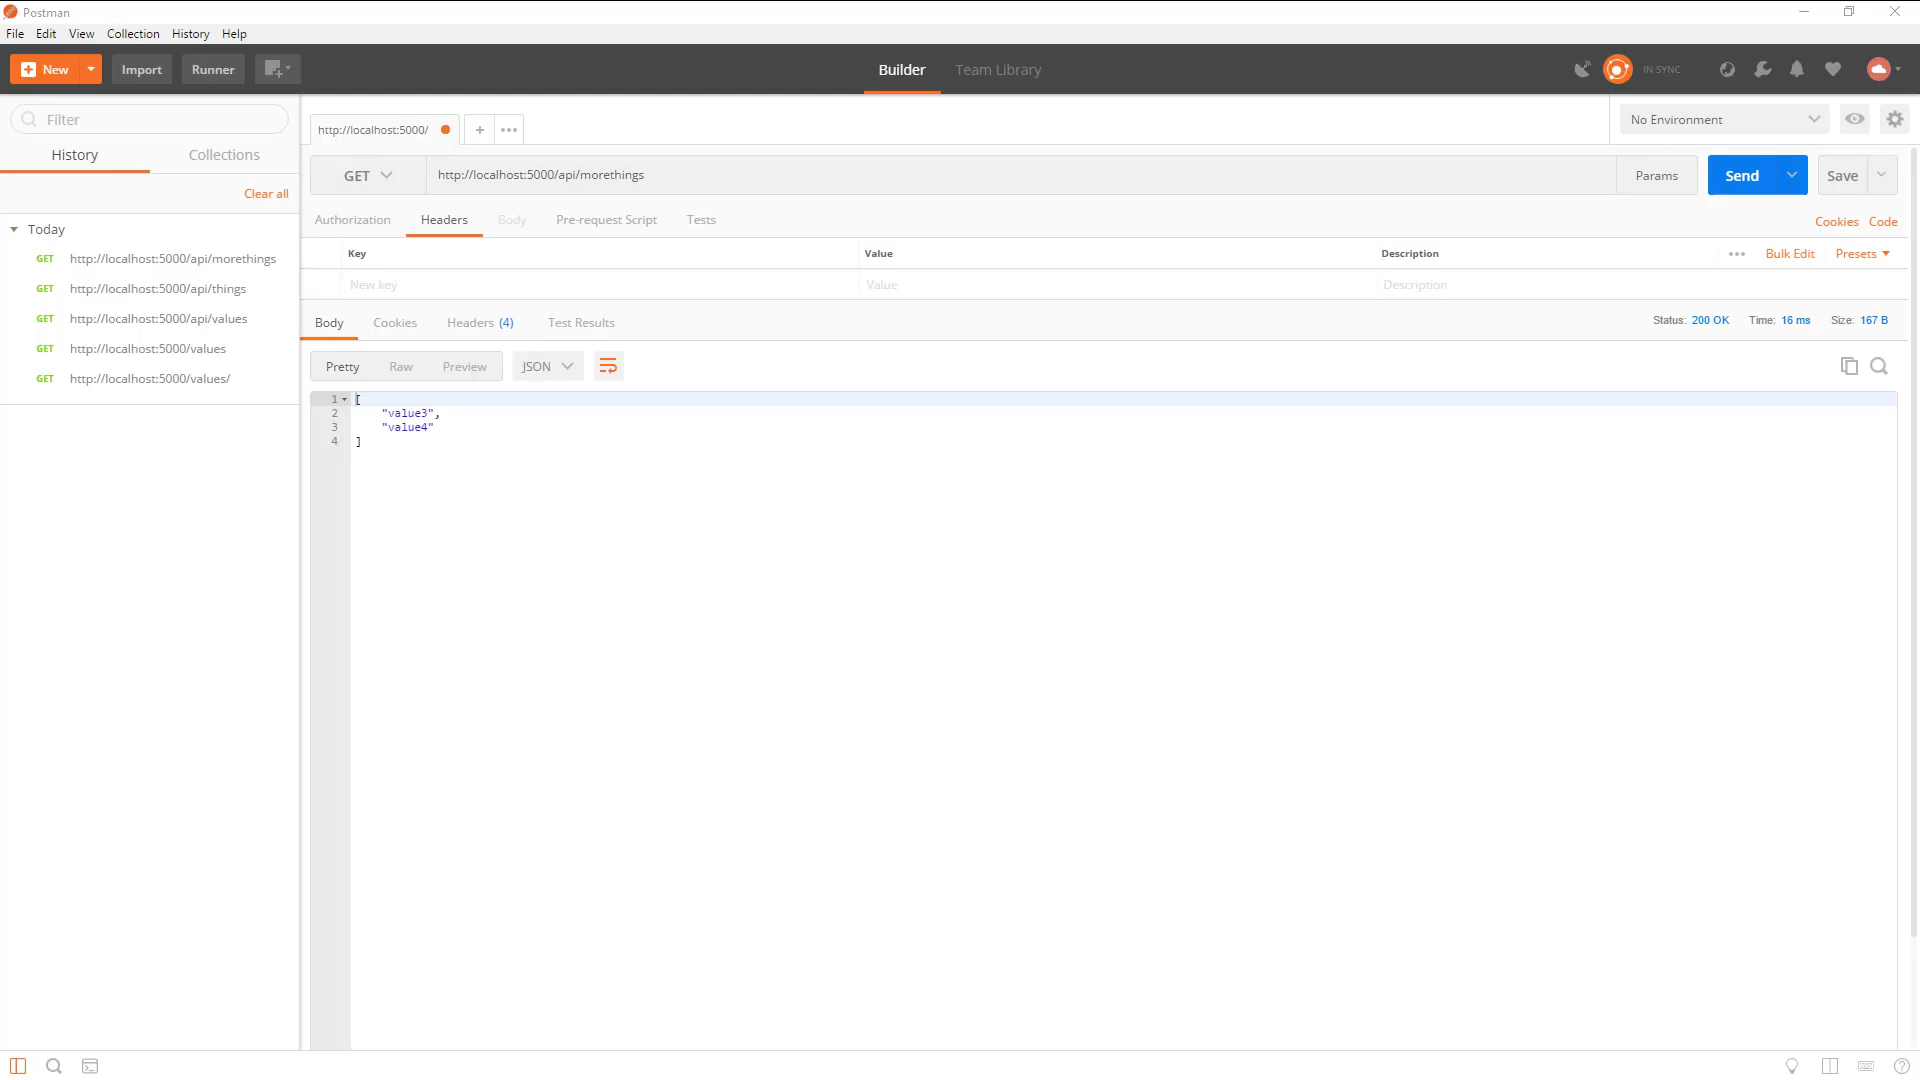 Postman
File Edit View Collection History Help
New Import Runner Builder Team Library IN SYNC
Filter
History Collections
Clear all
Today
GET http://localhost:5000/api/morethings
GET http://localhost:5000/api/things
GET http://localhost:5000/api/values
GET http://localhost:5000/values
GET http://localhost:5000/values/
http://localhost:5000/ + ••• No Environment
GET http://localhost:5000/api/morethings Params Send Save
Authorization Headers Body Pre-request Script Tests Cookies Code
Key Value Description ••• Bulk Edit Presets
New key Value Description
Body Cookies Headers (4) Test Results Status: 200 OK Time: 16 ms Size: 167 B
Pretty Raw Preview JSON
1 [
2 "value3",
3 "value4"
4 ]